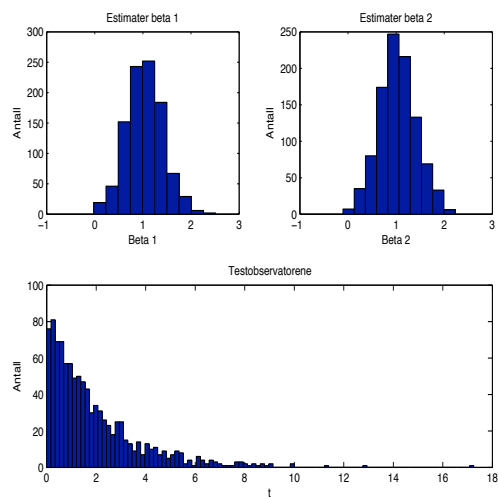 Estimater beta 1
300
250
200
150
100
50
0
−1 0 1 2 3
Antall
Beta 1
Estimater beta 2
250
200
150
100
50
0
−1 0 1 2 3
Antall
Beta 2
Testobservatorene
100
80
60
40
20
0
0 2 4 6 8 10 12 14 16 18
Antall
t